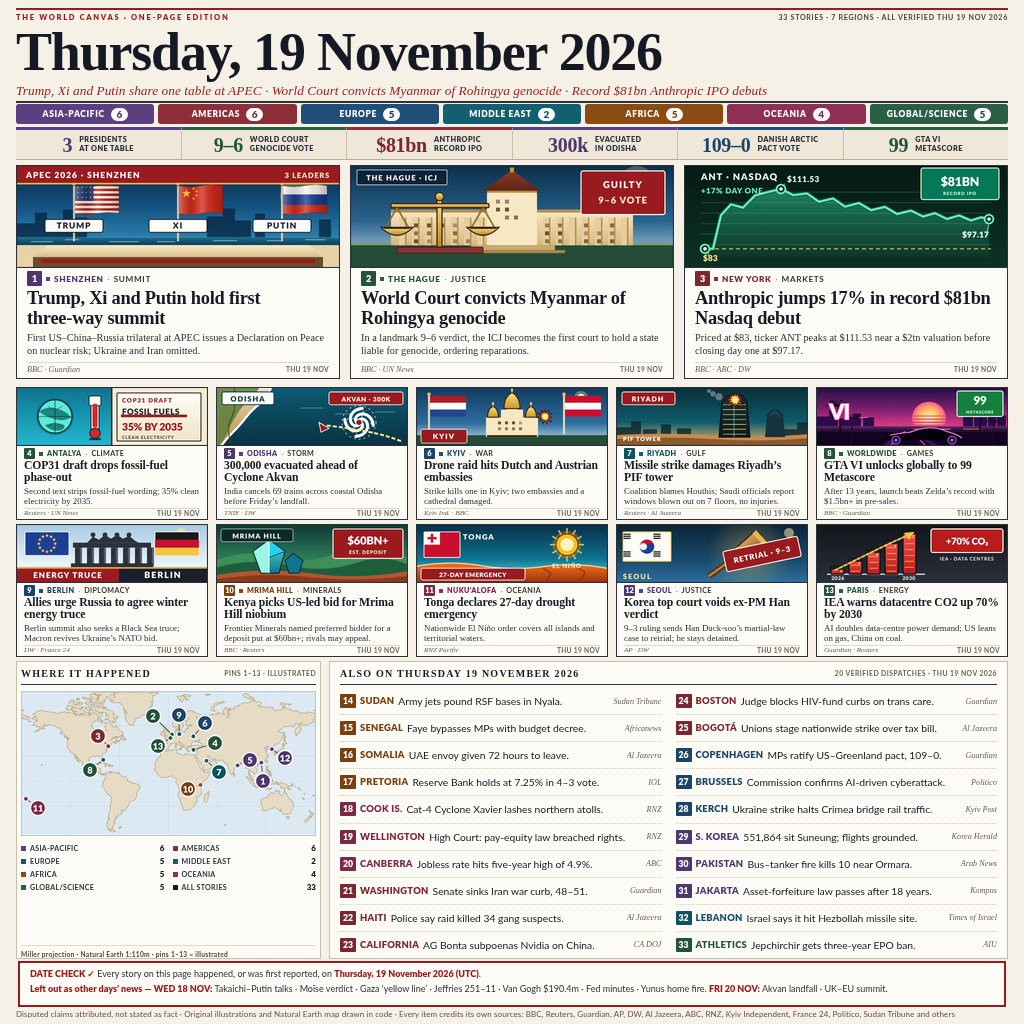 THE WORLD CANVAS · ONE-PAGE EDITION
33 STORIES · 7 REGIONS · ALL VERIFIED THU 19 NOV 2026
Thursday, 19 November 2026
Trump, Xi and Putin share one table at APEC · World Court convicts Myanmar of Rohingya genocide · Record $81bn Anthropic IPO debuts
ASIA-PACIFIC 6
AMERICAS 6
EUROPE 5
MIDDLE EAST 2
AFRICA 5
OCEANIA 4
GLOBAL/SCIENCE 5
3 PRESIDENTS
AT ONE TABLE
9–6 WORLD COURT
GENOCIDE VOTE
$81bn ANTHROPIC
RECORD IPO
300k EVACUATED
IN ODISHA
109–0 DANISH ARCTIC
PACT VOTE
99 GTA VI
METASCORE
APEC 2026 · SHENZHEN
3 LEADERS
TRUMP
XI
PUTIN
1 SHENZHEN · SUMMIT
Trump, Xi and Putin hold first
three-way summit
First US–China–Russia trilateral at APEC issues a Declaration on Peace
on nuclear risk; Ukraine and Iran omitted.
BBC · Guardian
THU 19 NOV
THE HAGUE · ICJ
GUILTY
9–6 VOTE
2 THE HAGUE · JUSTICE
World Court convicts Myanmar of
Rohingya genocide
In a landmark 9–6 verdict, the ICJ becomes the first court to hold a state
liable for genocide, ordering reparations.
BBC · UN News
THU 19 NOV
ANT · NASDAQ
+17% DAY ONE
$111.53
$81BN
RECORD IPO
$97.17
$83
3 NEW YORK · MARKETS
Anthropic jumps 17% in record $81bn
Nasdaq debut
Priced at $83, ticker ANT peaks at $111.53 near a $2tn valuation before
closing day one at $97.17.
BBC · ABC · DW
THU 19 NOV
COP31 DRAFT
FOSSIL FUELS
35% BY 2035
CLEAN ELECTRICITY
4 ANTALYA · CLIMATE
COP31 draft drops fossil-fuel
phase-out
Second text strips fossil-fuel wording; 35% clean
electricity by 2035.
Reuters · UN News
THU 19 NOV
ODISHA
AKVAN · 300K
5 ODISHA · STORM
300,000 evacuated ahead of
Cyclone Akvan
India cancels 69 trains across coastal Odisha
before Friday's landfall.
TNIE · DW
THU 19 NOV
KYIV
6 KYIV · WAR
Drone raid hits Dutch and Austrian
embassies
Strike kills one in Kyiv; two embassies and a
cathedral damaged.
Kyiv Ind. · BBC
THU 19 NOV
RIYADH
PIF TOWER
7 RIYADH · GULF
Missile strike damages Riyadh's
PIF tower
Coalition blames Houthis; Saudi officials report
windows blown out on 7 floors, no injuries.
Reuters · Al Jazeera
THU 19 NOV
VI
99
METASCORE
8 WORLDWIDE · GAMES
GTA VI unlocks globally to 99
Metascore
After 13 years, launch beats Zelda's record with
$1.5bn+ in pre-sales.
BBC · Guardian
THU 19 NOV
ENERGY TRUCE
BERLIN
9 BERLIN · DIPLOMACY
Allies urge Russia to agree winter
energy truce
Berlin summit also seeks a Black Sea truce;
Macron revives Ukraine's NATO bid.
DW · France 24
THU 19 NOV
MRIMA HILL
$60BN+
EST. DEPOSIT
10 MRIMA HILL · MINERALS
Kenya picks US-led bid for Mrima
Hill niobium
Frontier Minerals named preferred bidder for a
deposit put at $60bn+; rivals may appeal.
BBC · Reuters
THU 19 NOV
TONGA
EL NIÑO
27-DAY EMERGENCY
11 NUKUʻALOFA · OCEANIA
Tonga declares 27-day drought
emergency
Nationwide El Niño order covers all islands and
territorial waters.
RNZ Pacific
THU 19 NOV
SEOUL
RETRIAL · 9–3
12 SEOUL · JUSTICE
Korea top court voids ex-PM Han
verdict
9–3 ruling sends Han Duck-soo's martial-law
case to retrial; he stays detained.
AP · DW
THU 19 NOV
+70% CO₂
IEA · DATA CENTRES
2026
2030
13 PARIS · ENERGY
IEA warns datacentre CO2 up 70%
by 2030
AI doubles data-centre power demand; US leans
on gas, China on coal.
Guardian · Reuters
THU 19 NOV
WHERE IT HAPPENED
PINS 1–13 · ILLUSTRATED
2
9
6
3
13
4
5
12
8
7
1
10
11
ASIA-PACIFIC 6
AMERICAS 6
EUROPE 5
MIDDLE EAST 2
AFRICA 5
OCEANIA 4
GLOBAL/SCIENCE 5
ALL STORIES 33
Miller projection · Natural Earth 1:110m · pins 1–13 = illustrated
ALSO ON THURSDAY 19 NOVEMBER 2026
20 VERIFIED DISPATCHES · THU 19 NOV 2026
14 SUDAN Army jets pound RSF bases in Nyala. Sudan Tribune
15 SENEGAL Faye bypasses MPs with budget decree. Africanews
16 SOMALIA UAE envoy given 72 hours to leave. Al Jazeera
17 PRETORIA Reserve Bank holds at 7.25% in 4–3 vote. IOL
18 COOK IS. Cat-4 Cyclone Xavier lashes northern atolls. RNZ
19 WELLINGTON High Court: pay-equity law breached rights. RNZ
20 CANBERRA Jobless rate hits five-year high of 4.9%. ABC
21 WASHINGTON Senate sinks Iran war curb, 48–51. Guardian
22 HAITI Police say raid killed 34 gang suspects. Al Jazeera
23 CALIFORNIA AG Bonta subpoenas Nvidia on China. CA DOJ
24 BOSTON Judge blocks HIV-fund curbs on trans care. Guardian
25 BOGOTÁ Unions stage nationwide strike over tax bill. Al Jazeera
26 COPENHAGEN MPs ratify US–Greenland pact, 109–0. Guardian
27 BRUSSELS Commission confirms AI-driven cyberattack. Politico
28 KERCH Ukraine strike halts Crimea bridge rail traffic. Kyiv Post
29 S. KOREA 551,864 sit Suneung; flights grounded. Korea Herald
30 PAKISTAN Bus–tanker fire kills 10 near Ormara. Arab News
31 JAKARTA Asset-forfeiture law passes after 18 years. Kompas
32 LEBANON Israel says it hit Hezbollah missile site. Times of Israel
33 ATHLETICS Jepchirchir gets three-year EPO ban. AIU
DATE CHECK ✓ Every story on this page happened, or was first reported, on Thursday, 19 November 2026 (UTC).
Left out as other days' news — WED 18 NOV: Takaichi–Putin talks · Moïse verdict · Gaza 'yellow line' · Jeffries 251–11 · Van Gogh $190.4m · Fed minutes · Yunus home fire. FRI 20 NOV: Akvan landfall · UK–EU summit.
Disputed claims attributed, not stated as fact · Original illustrations and Natural Earth map drawn in code · Every item credits its own sources: BBC, Reuters, Guardian, AP, DW, Al Jazeera, ABC, RNZ, Kyiv Independent, France 24, Politico, Sudan Tribune and others